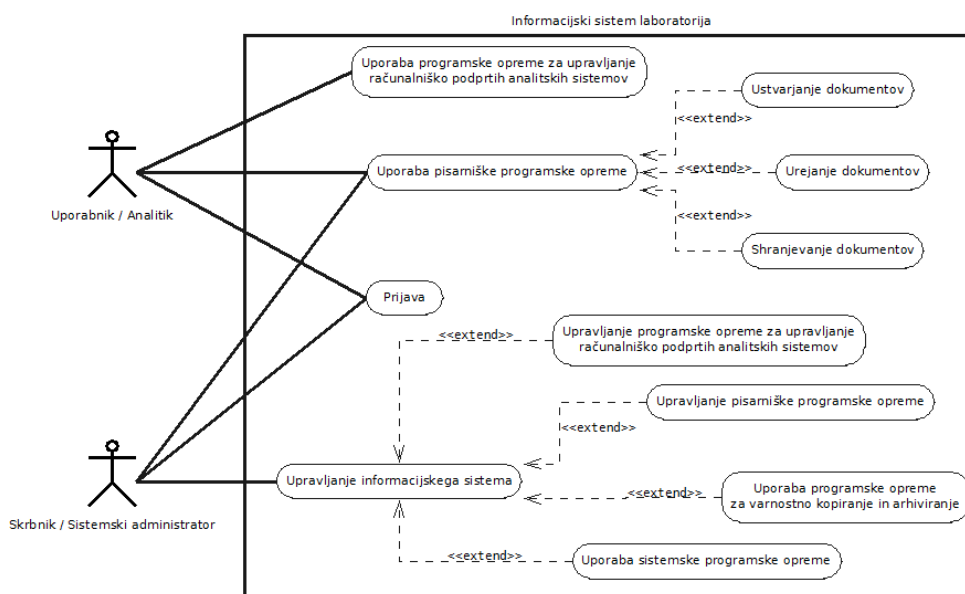 Informacijski sistem laboratorija
Uporaba programske opreme za upravljanje
računalniško podprtih analitskih sistemov
Ustvarjanje dokumentov
<<extend>>
Uporaba pisarniške programske opreme
<<extend>>
Urejanje dokumentov
Uporabnik / Analitik
<<extend>>
Shranjevanje dokumentov
Prijava
<<extend>>
Upravljanje programske opreme za upravljanje
računalniško podprtih analitskih sistemov
Upravljanje pisarniške programske opreme
<<extend>>
Upravljanje informacijskega sistema
<<extend>>
Uporaba programske opreme
za varnostno kopiranje in arhiviranje
Skrbnik / Sistemski administrator
<<extend>>
Uporaba sistemske programske opreme